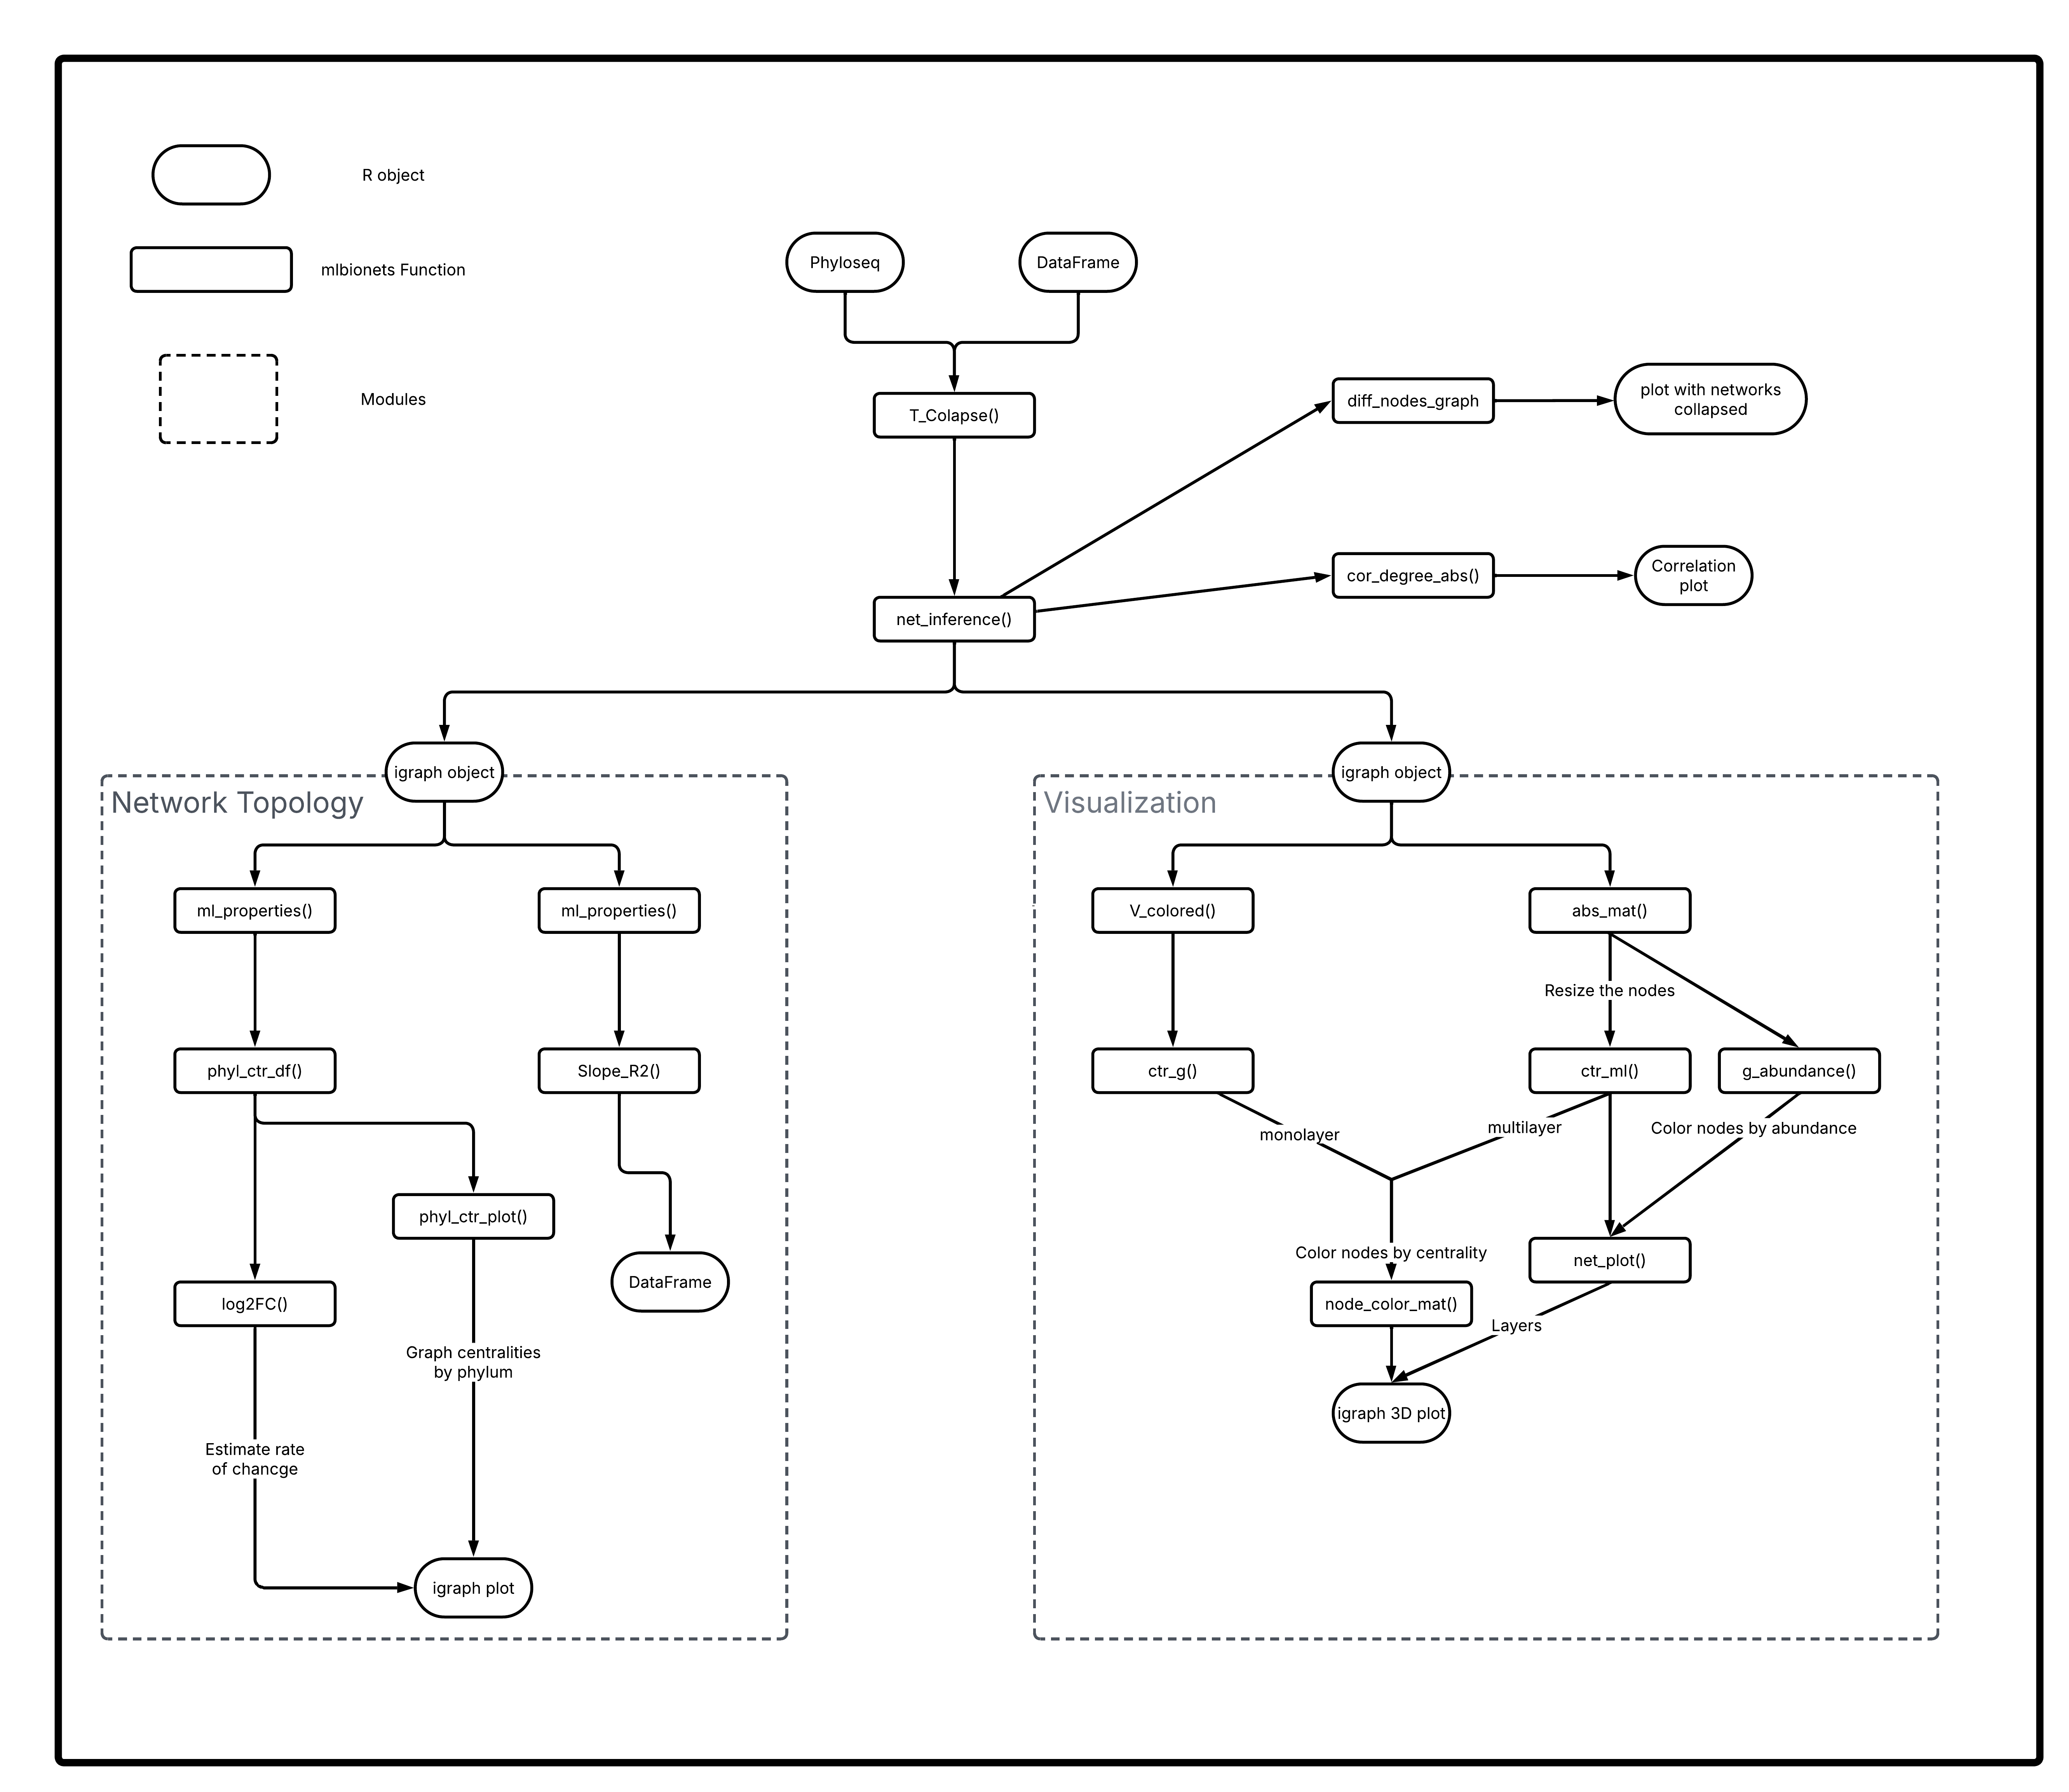 R object
mlbionets Function
Modules
Phyloseq
DataFrame
T_Colapse()
diff_nodes_graph
plot with networks
collapsed
net_inference()
cor_degree_abs()
Correlation
plot
igraph object
igraph object
Network Topology
ml_properties()
ml_properties()
phyl_ctr_df()
Slope_R2()
phyl_ctr_plot()
DataFrame
log2FC()
Graph centralities
by phylum
Estimate rate
of chancge
igraph plot
Visualization
V_colored()
abs_mat()
Resize the nodes
ctr_g()
ctr_ml()
g_abundance()
monolayer
multilayer
Color nodes by abundance
Color nodes by centrality
net_plot()
node_color_mat()
Layers
igraph 3D plot